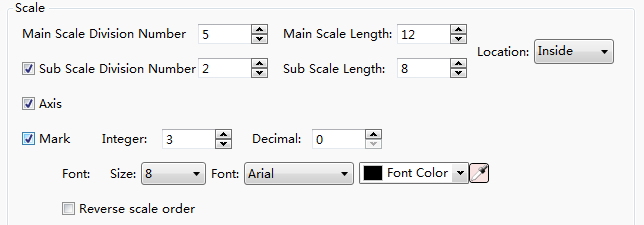 Scale
Main Scale Division Number 5 Main Scale Length: 12
Location: Inside
Sub Scale Division Number 2 Sub Scale Length: 8
Axis
Mark Integer: 3 Decimal: 0
Font: Size: 8 Font: Arial Font Color
Reverse scale order